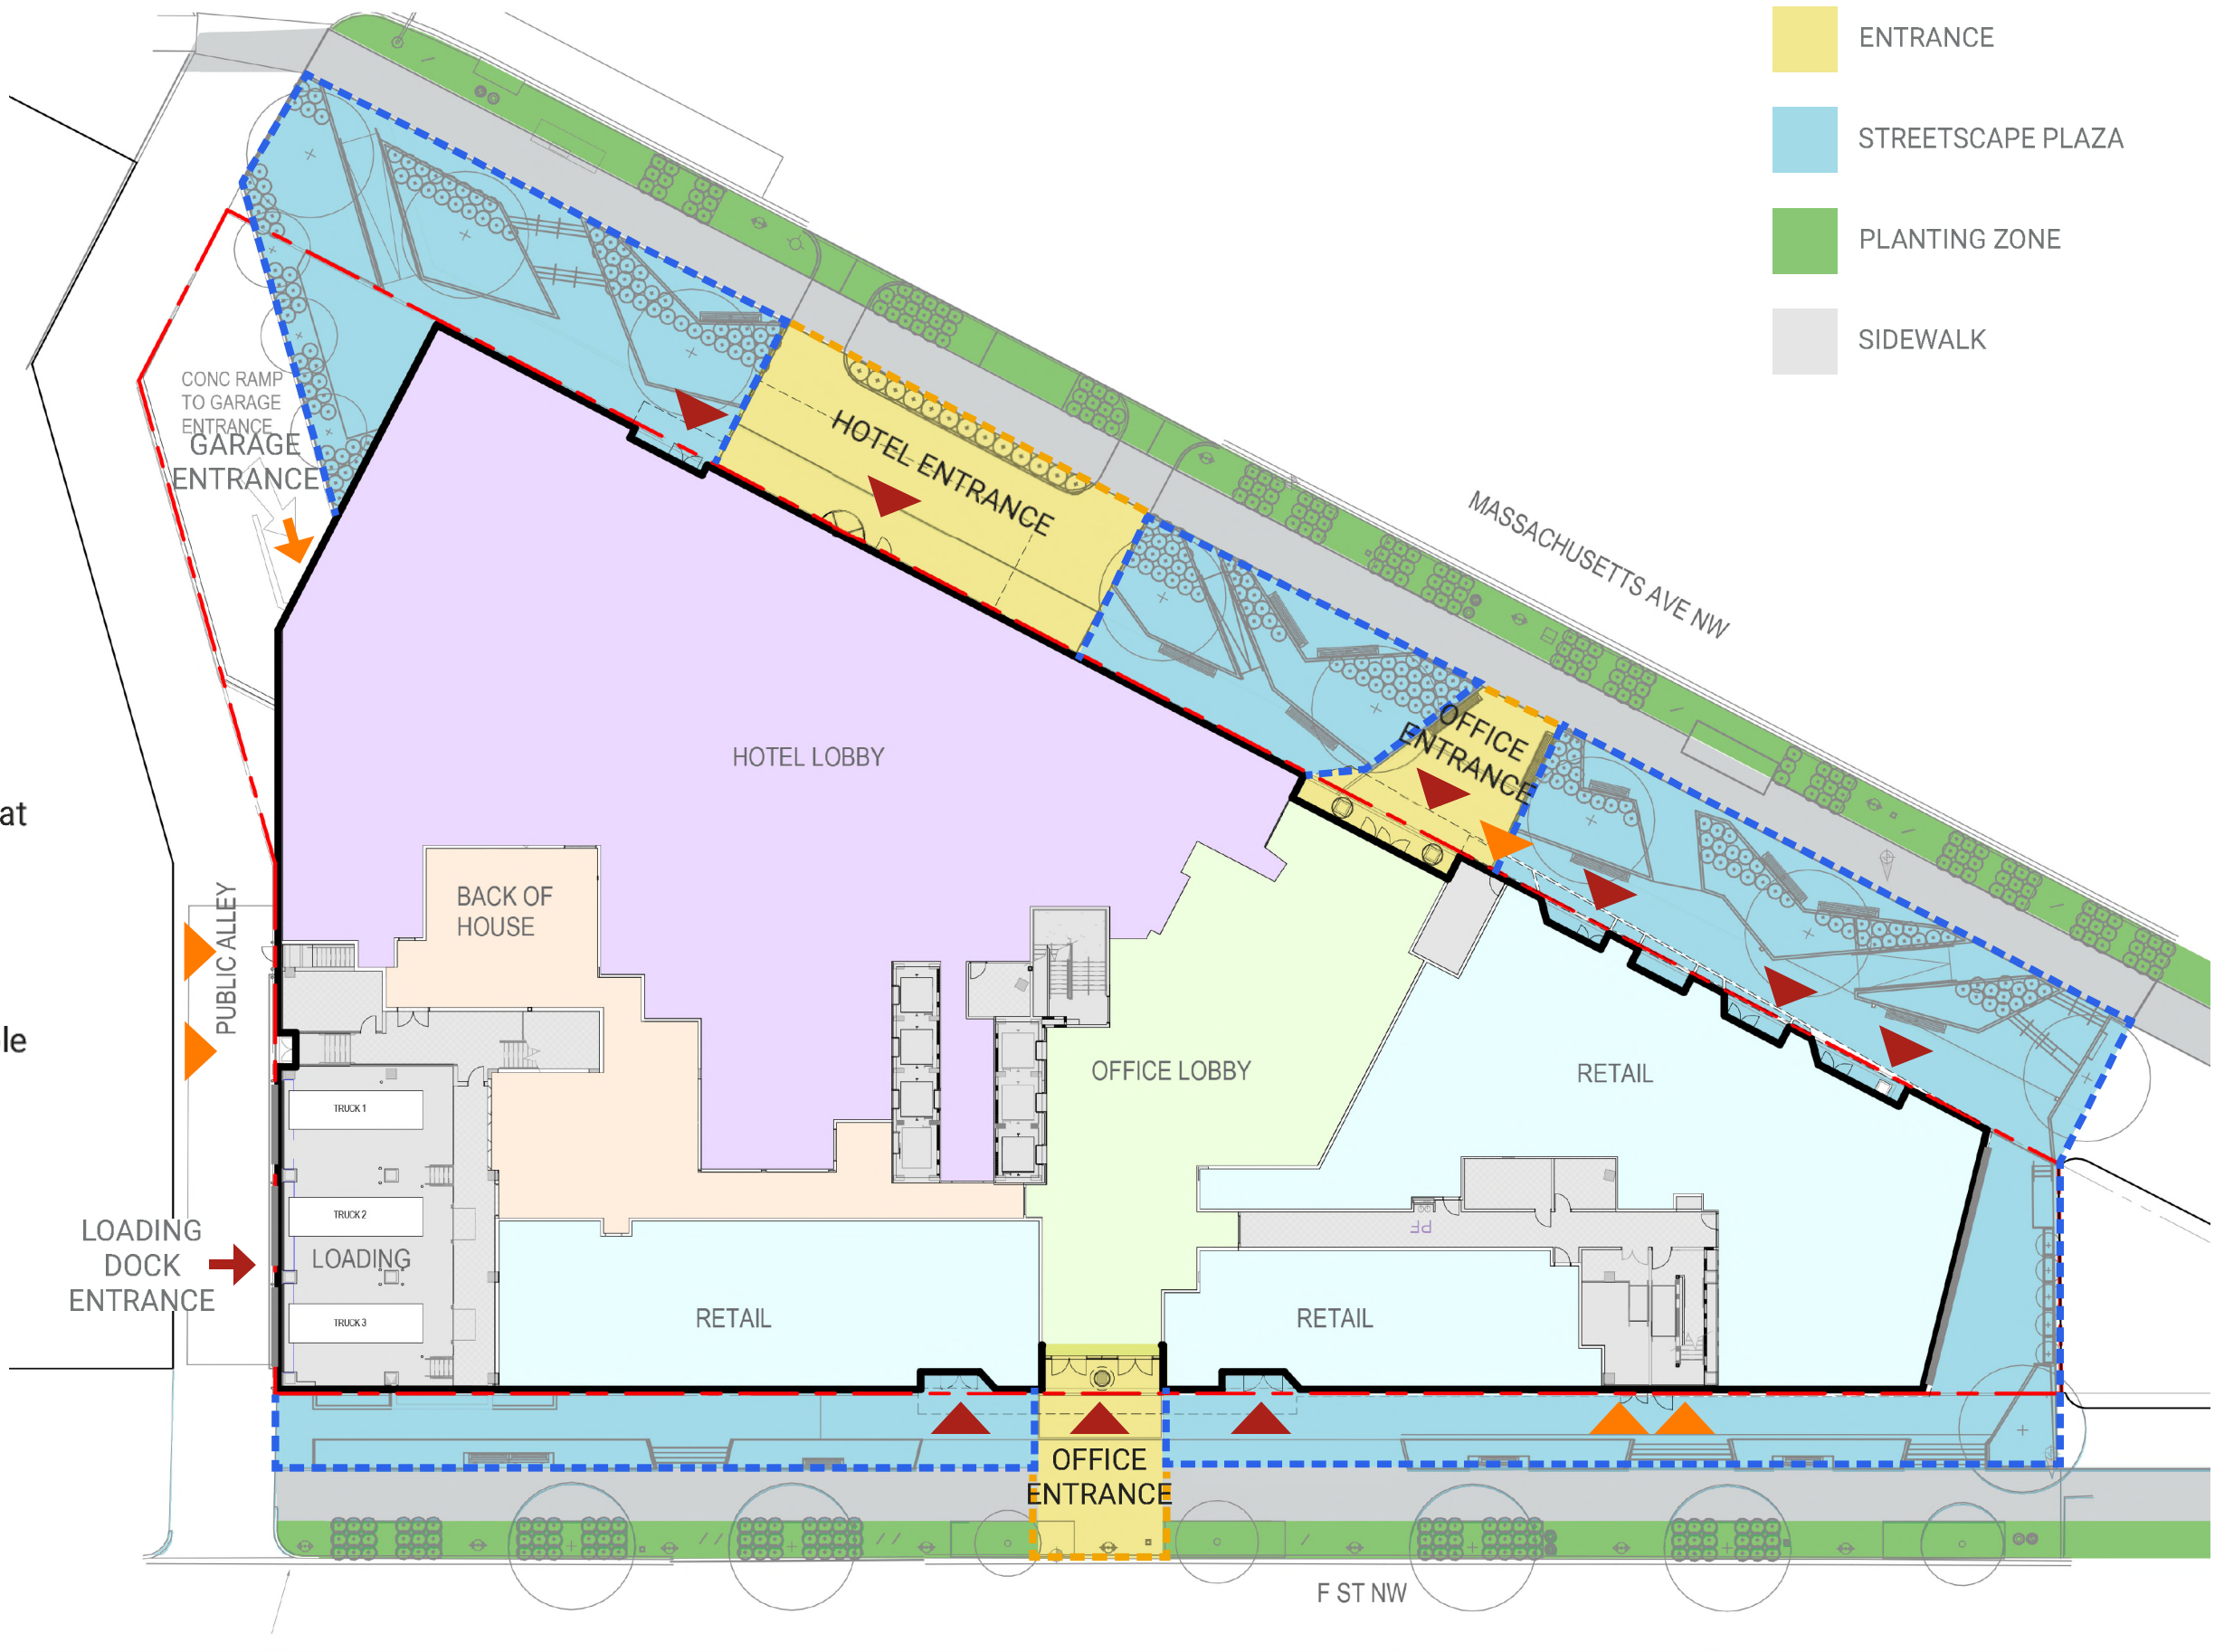 ENTRANCE
STREETSCAPE PLAZA
PLANTING ZONE
SIDEWALK
CONC RAMP
TO GARAGE
ENTRANCE
GARAGE
ENTRANCE
HOTEL ENTRANCE
MASSACHUSETTS AVE NW
OFFICE
ENTRANCE
HOTEL LOBBY
at
BACK OF
HOUSE
PUBLIC ALLEY
le
OFFICE LOBBY
RETAIL
TRUCK 1
TRUCK 2
LOADING
TRUCK 3
LOADING
DOCK
ENTRANCE
PF
RETAIL
RETAIL
OFFICE
ENTRANCE
F ST NW